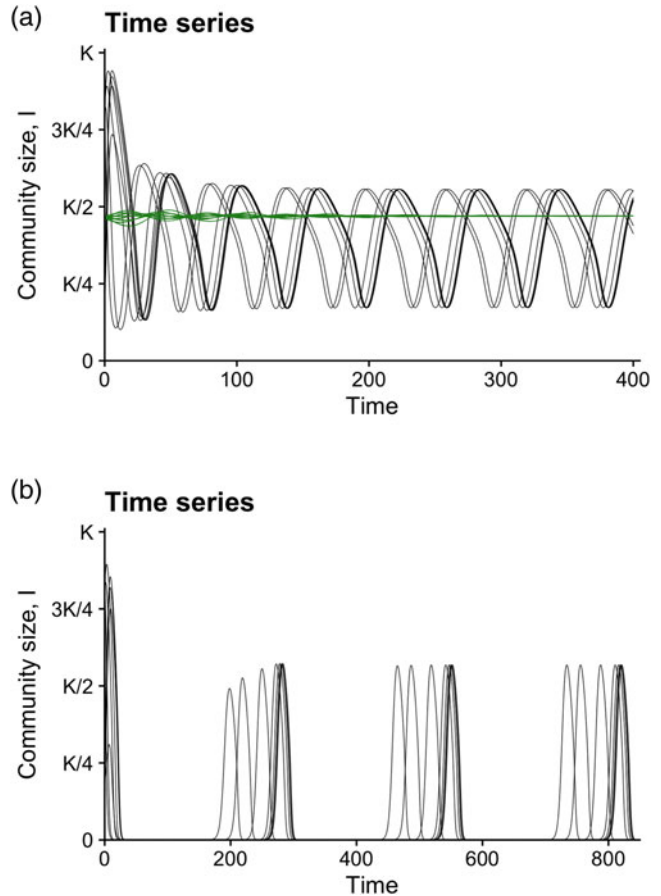 (a)
Time series
K
3K/4
K/2
K/4
0
Community size, I
0 100 200 300 400
Time
(b)
Time series
K
3K/4
K/2
K/4
0
Community size, I
0 200 400 600 800
Time